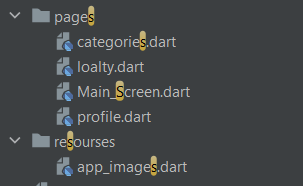 pages
categories.dart
loalty.dart
Main_Screen.dart
profile.dart
resourses
app_images.dart